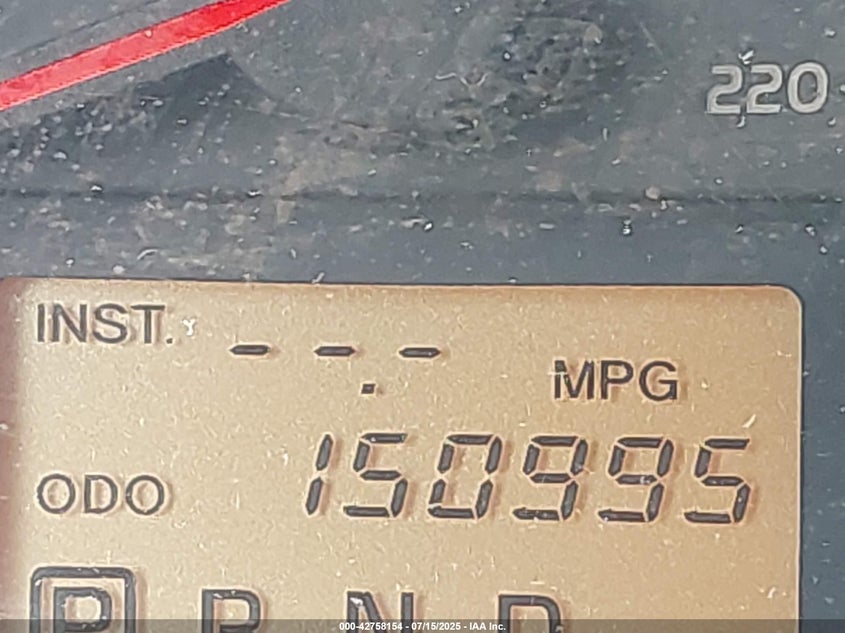 220
INST. --.- MPG
ODO 150995
P R N D
000-42758154 - 07/15/2025 - IAA Inc.